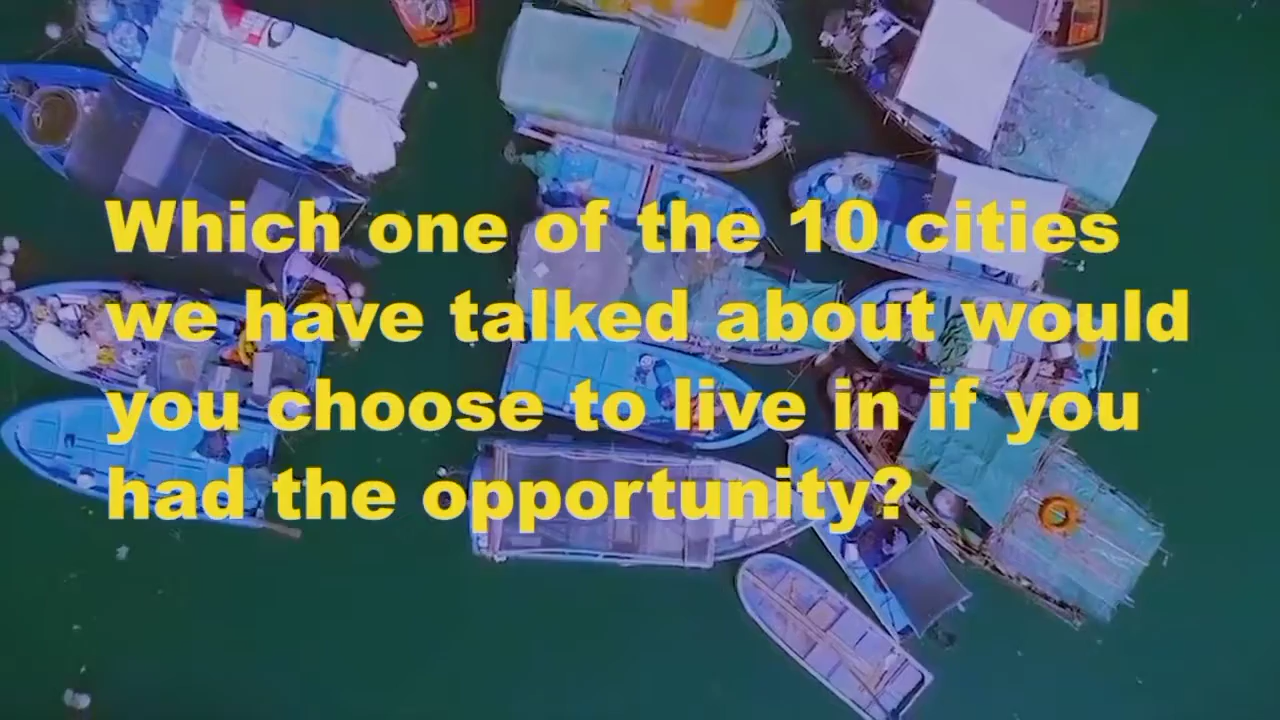 Which one of the 10 cities
we have talked about would
you choose to live in if you
had the opportunity?